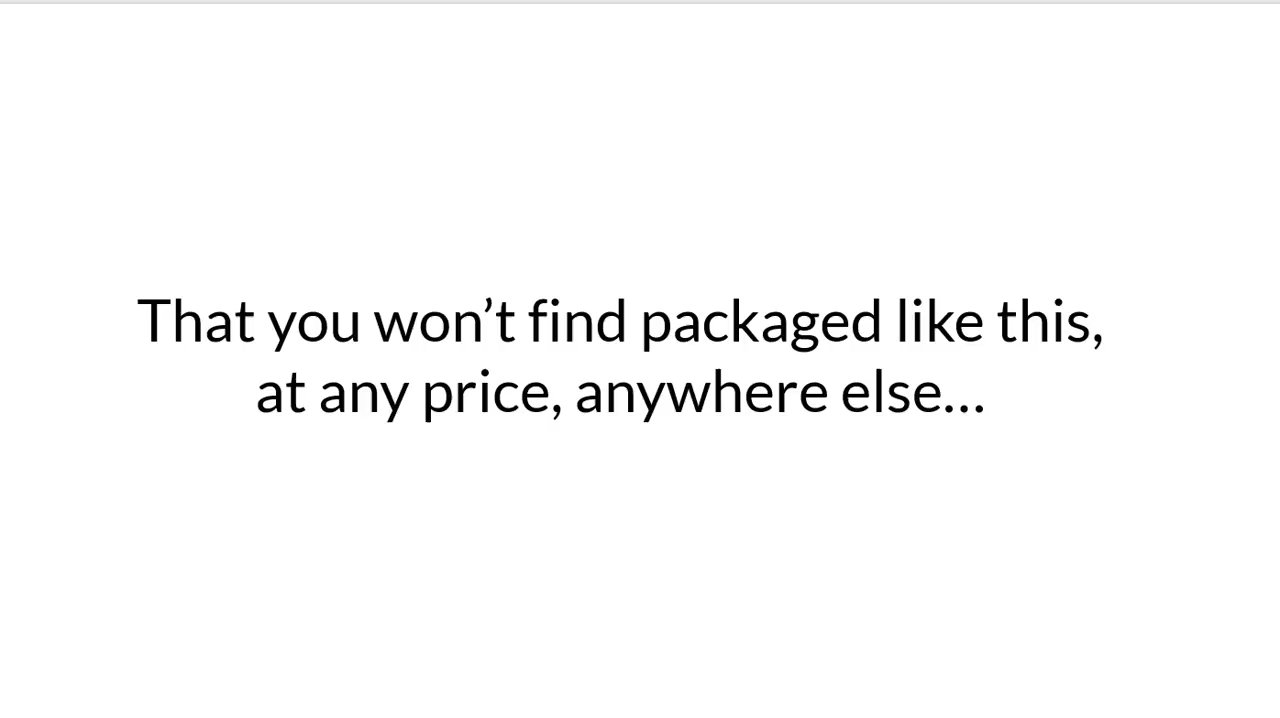 That you won’t find packaged like this,
at any price, anywhere else…